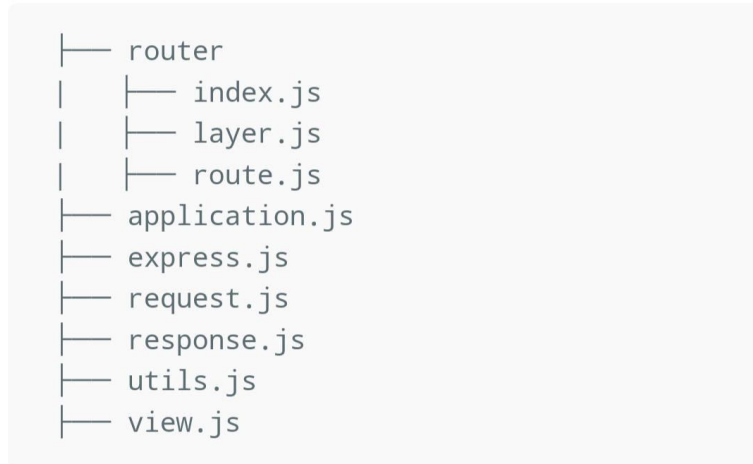 ├── router
|   ├── index.js
|   ├── layer.js
|   ├── route.js
├── application.js
├── express.js
├── request.js
├── response.js
├── utils.js
├── view.js